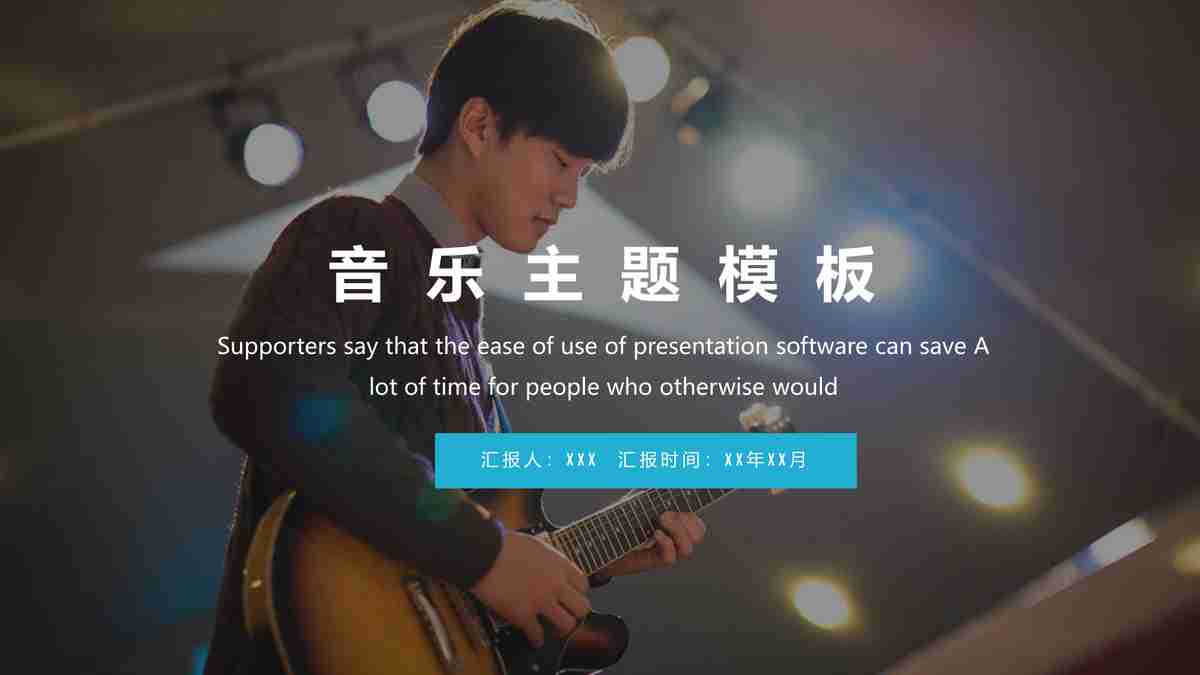 音乐主题模板
Supporters say that the ease of use of presentation software can save A
lot of time for people who otherwise would
汇报人：XXX 汇报时间：XX年XX月